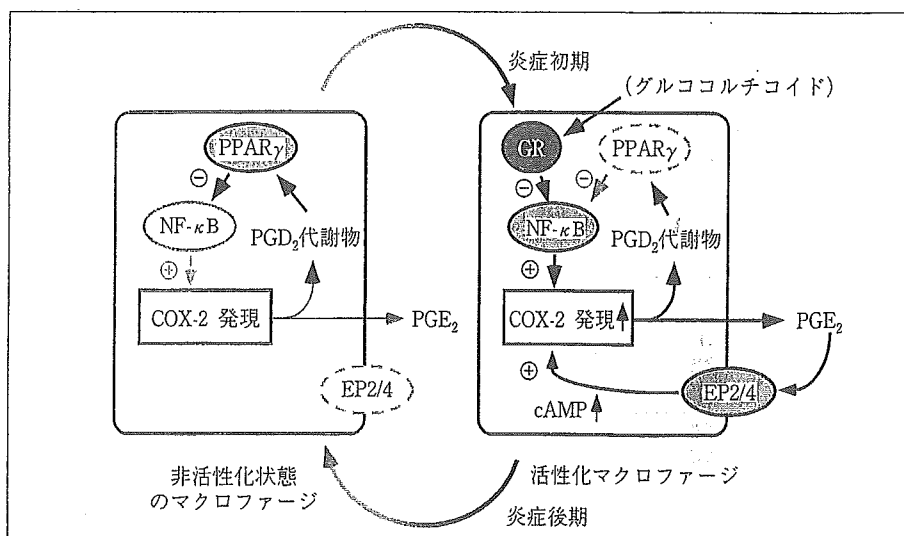 炎症初期
(グルココルチコイド)
PPARγ
⊖
NF-κB
PGD₂代謝物
⊕
COX-2 発現
PGE₂
EP2/4
非活性化状態
のマクロファージ
GR
PPARγ
⊖
⊖
NF-κB
PGD₂代謝物
⊕
COX-2 発現
PGE₂
⊕
EP2/4
cAMP
活性化マクロファージ
炎症後期